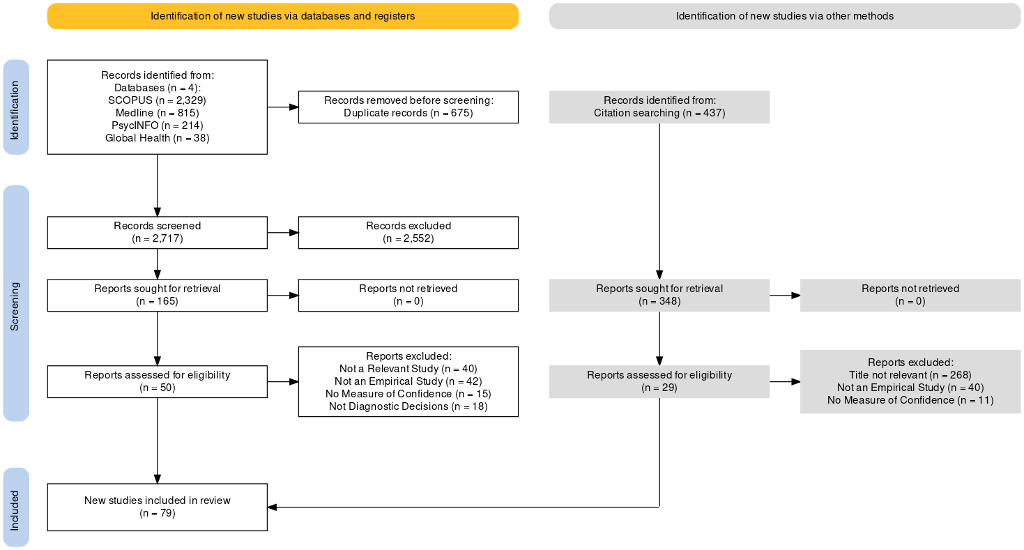 Identification of new studies via databases and registers
Identification of new studies via other methods
Identification
Records identified from:
Databases (n = 4):
SCOPUS (n = 2,329)
Medline (n = 815)
PsycINFO (n = 214)
Global Health (n = 38)
Records removed before screening:
Duplicate records (n = 675)
Records identified from:
Citation searching (n = 437)
Screening
Records screened
(n = 2,717)
Records excluded
(n = 2,552)
Reports sought for retrieval
(n = 165)
Reports not retrieved
(n = 0)
Reports sought for retrieval
(n = 348)
Reports not retrieved
(n = 0)
Reports assessed for eligibility
(n = 50)
Reports excluded:
Not a Relevant Study (n = 40)
Not an Empirical Study (n = 42)
No Measure of Confidence (n = 15)
Not Diagnostic Decisions (n = 18)
Reports assessed for eligibility
(n = 29)
Reports excluded:
Title not relevant (n = 268)
Not an Empirical Study (n = 40)
No Measure of Confidence (n = 11)
Included
New studies included in review
(n = 79)